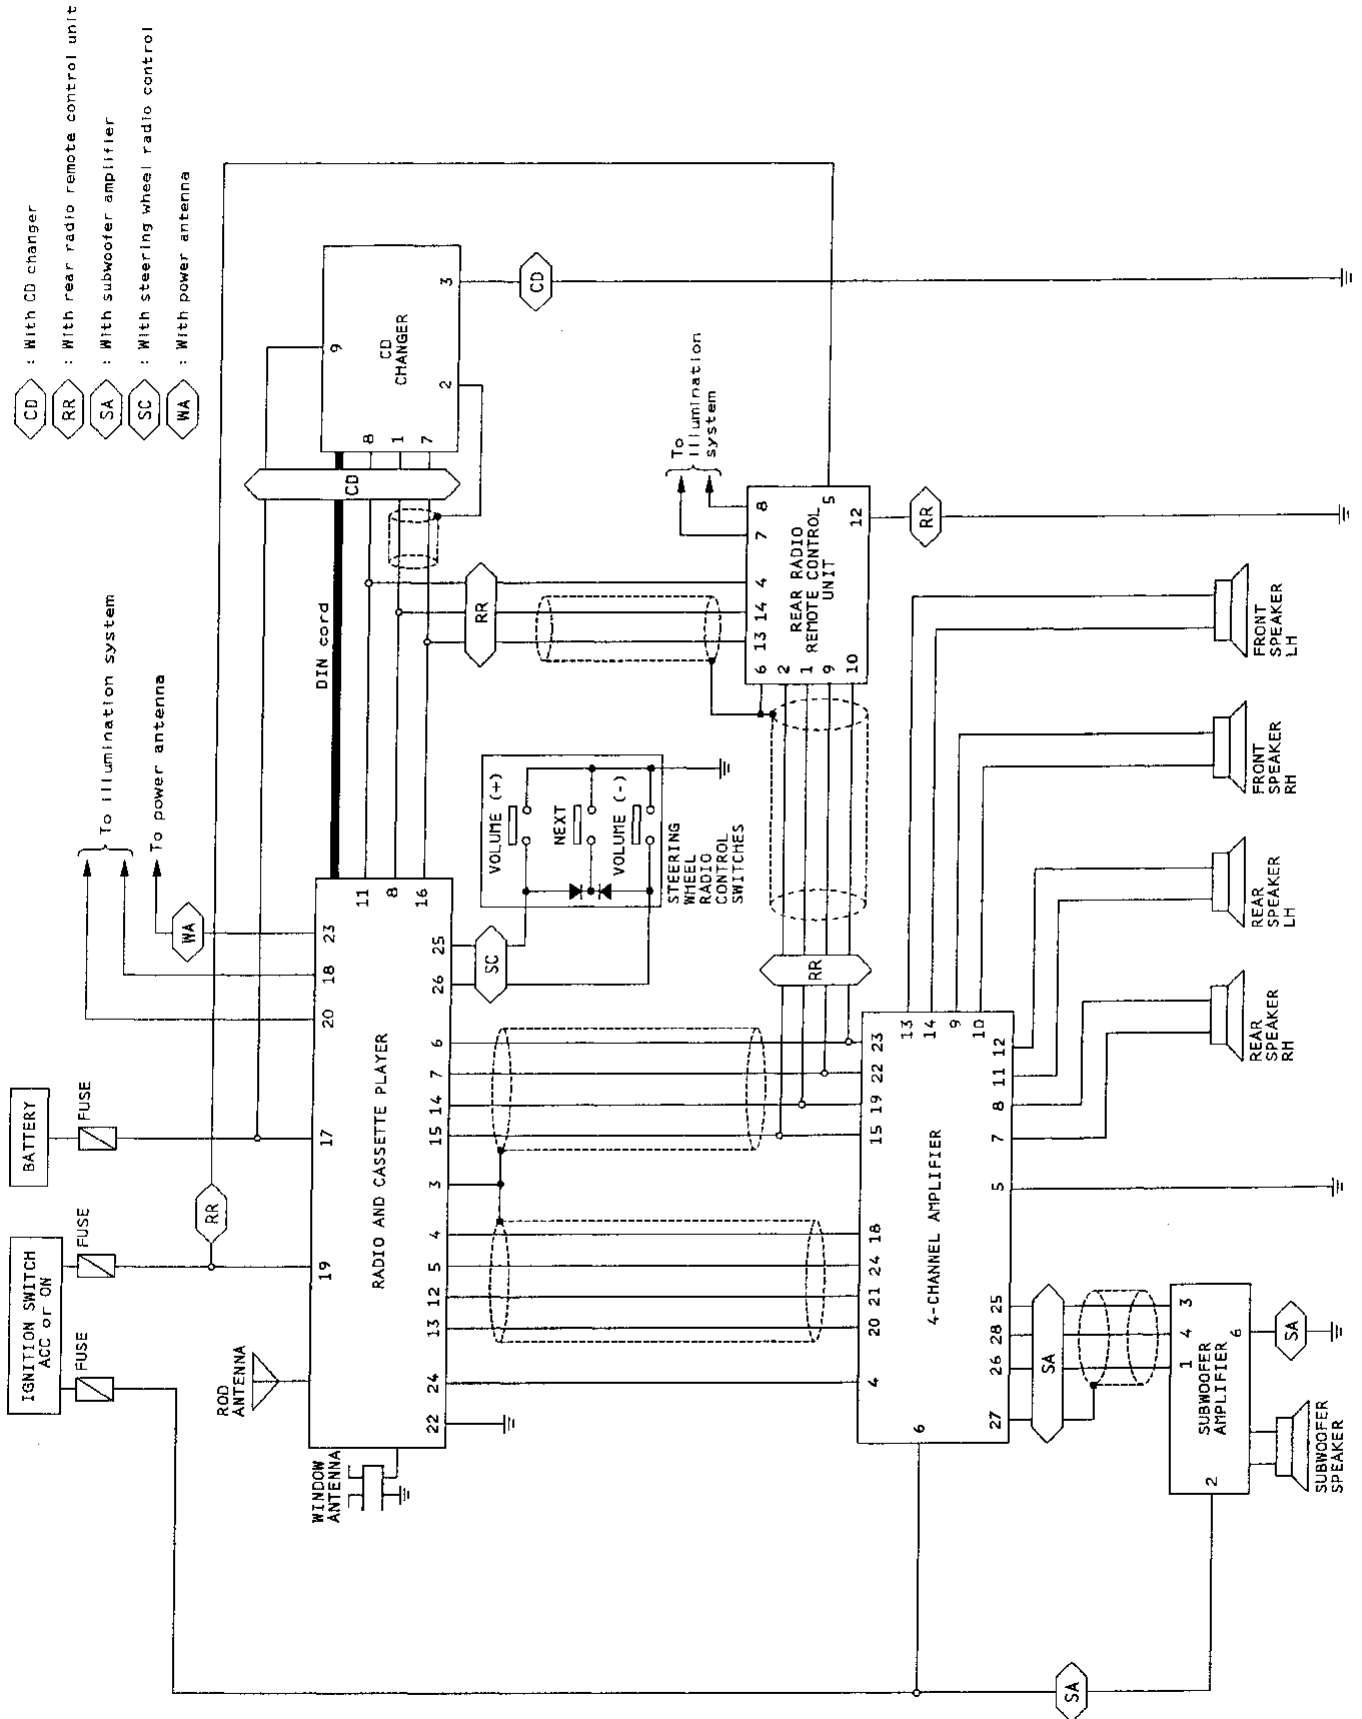 CD : With CD changer
RR : With rear radio remote control unit
SA : With subwoofer amplifier
SC : With steering wheel radio control
WA : With power antenna
IGNITION SWITCH
ACC or ON
BATTERY
FUSE
FUSE
FUSE
RR
To illumination system
To power antenna
WA
ROD
ANTENNA
WINDOW
ANTENNA
RADIO AND CASSETTE PLAYER
19
17
20
18
23
11
8
16
25
26
6
7
14
15
3
4
5
12
13
24
22
DIN cord
CD
CD
CHANGER
9
8
1
7
2
3
CD
RR
SC
VOLUME (+)
NEXT
VOLUME (-)
STEERING
WHEEL
RADIO
CONTROL
SWITCHES
To
illumination
system
REAR RADIO
REMOTE CONTROL
UNIT
6
13
14
4
7
8
5
12
2
1
9
10
RR
RR
4-CHANNEL AMPLIFIER
23
22
19
15
18
24
21
20
4
6
13
14
9
10
12
11
8
7
5
25
28
26
27
SA
SUBWOOFER
AMPLIFIER
3
4
1
2
6
SA
SA
SUBWOOFER
SPEAKER
FRONT
SPEAKER
LH
FRONT
SPEAKER
RH
REAR
SPEAKER
LH
REAR
SPEAKER
RH